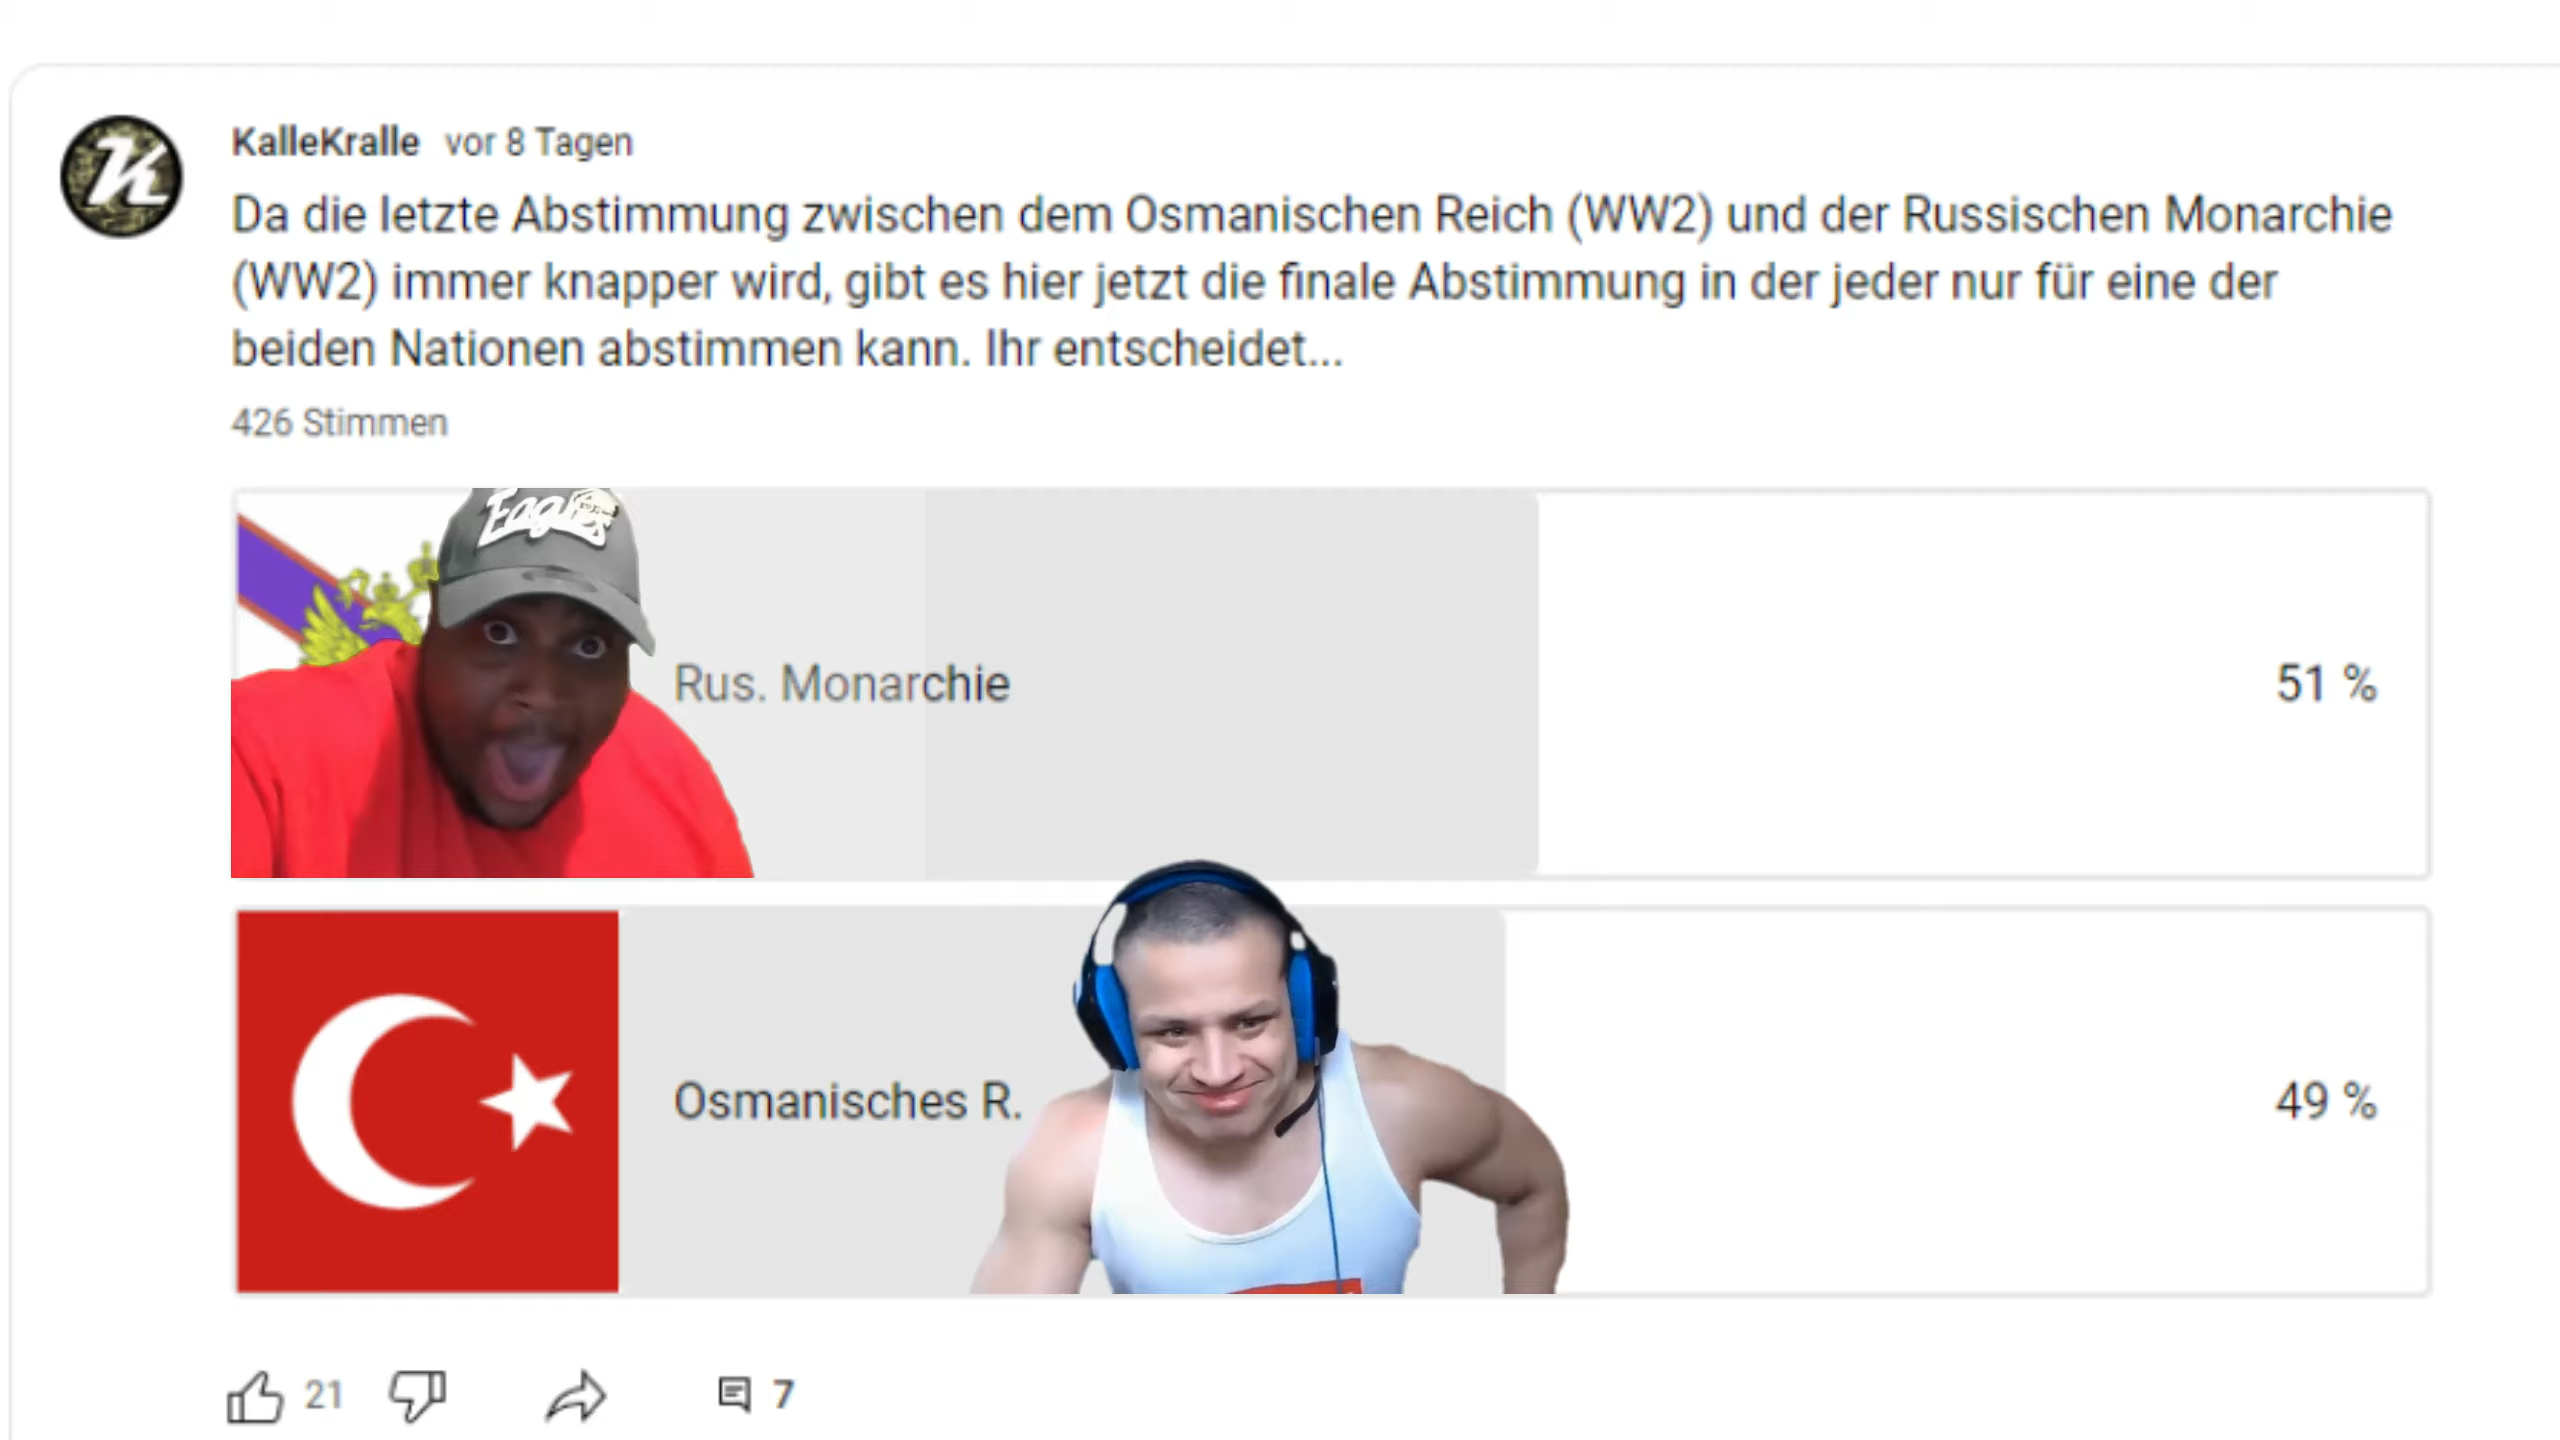 KalleKralle vor 8 Tagen
Da die letzte Abstimmung zwischen dem Osmanischen Reich (WW2) und der Russischen Monarchie
(WW2) immer knapper wird, gibt es hier jetzt die finale Abstimmung in der jeder nur für eine der
beiden Nationen abstimmen kann. Ihr entscheidet...
426 Stimmen
Eagles
Rus. Monarchie 51 %
Osmanisches R. 49 %
21 7